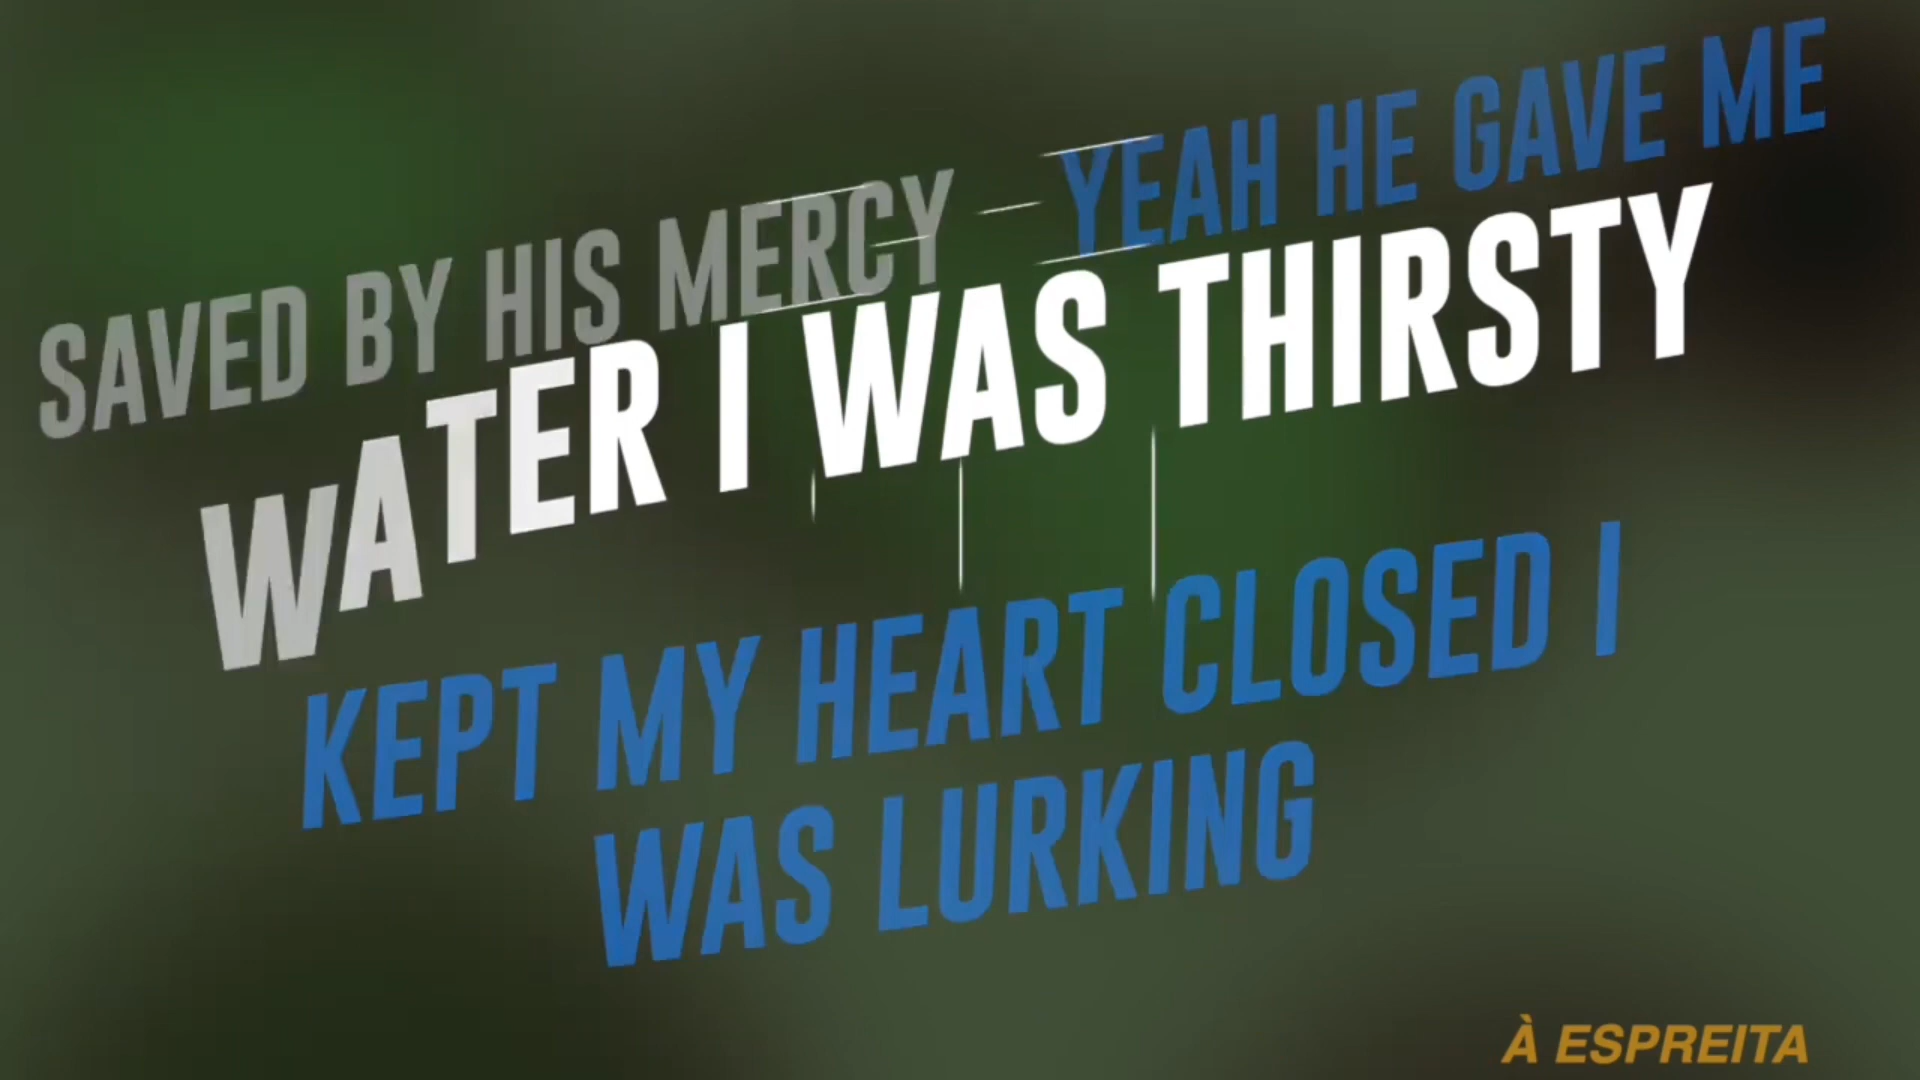 SAVED BY HIS MERCY
YEAH HE GAVE ME
WATER I WAS THIRSTY
KEPT MY HEART CLOSED I
WAS LURKING
À ESPREITA